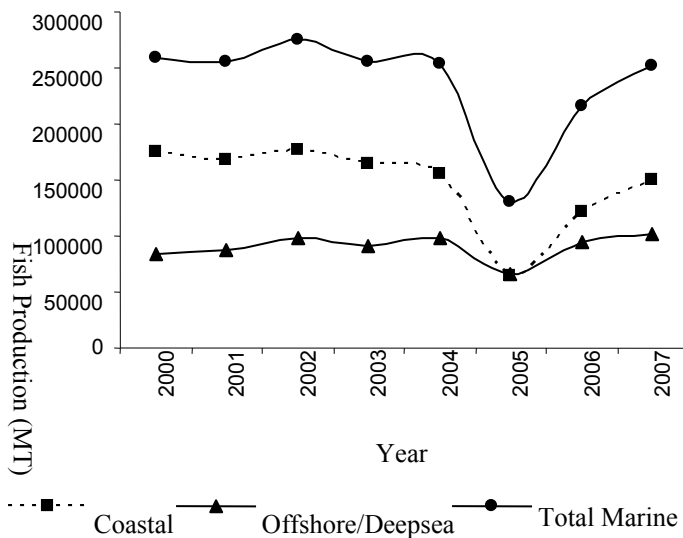 300000
250000
200000
150000
100000
50000
0
Fish Production (MT)
2000 2001 2002 2003 2004 2005 2006 2007
Year
Coastal Offshore/Deepsea Total Marine